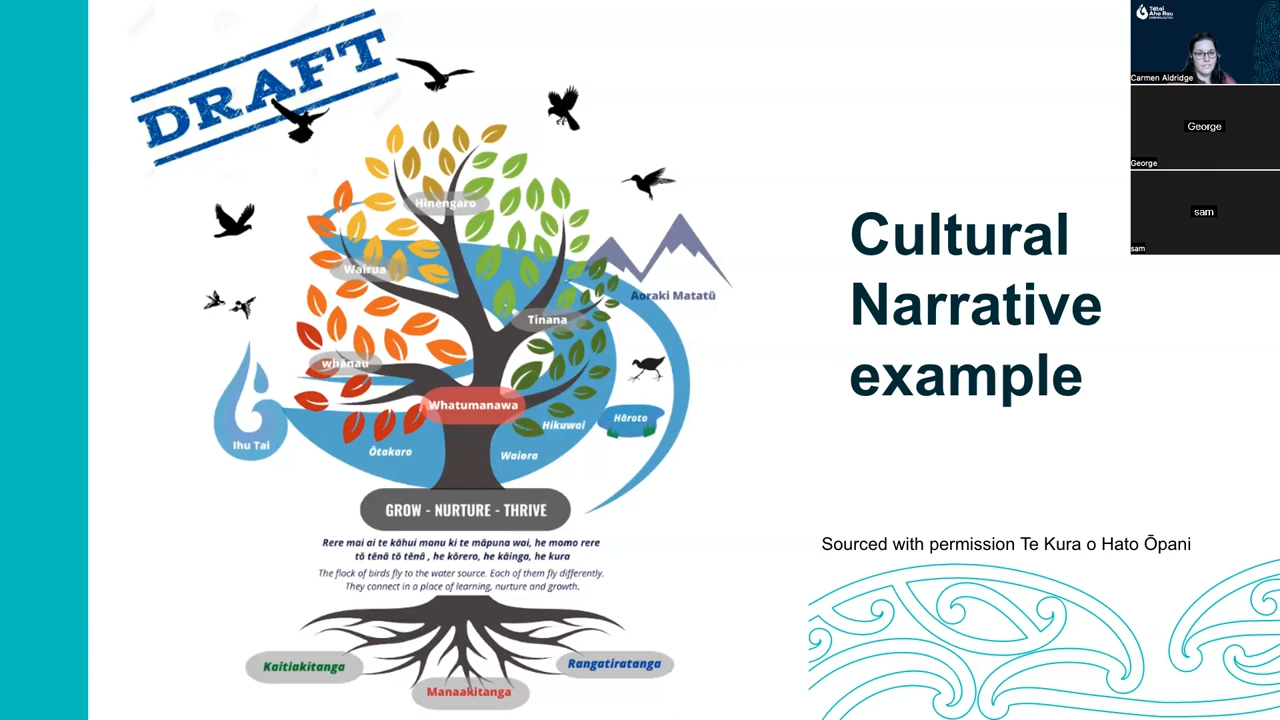 DRAFT
Hinengaro
Wairua
Aoraki Matatū
Tinana
whānau
Whatumanawa
Hāroto
Hikuwai
Ihu Tai
Ōtakaro
Waiora
GROW - NURTURE - THRIVE
Rere mai ai te kāhui manu ki te māpuna wai, he momo rere
tō tēnā tō tēnā , he kōrero, he kāinga, he kura
The flock of birds fly to the water source. Each of them fly differently.
They connect in a place of learning, nurture and growth.
Kaitiakitanga
Rangatiratanga
Manaakitanga
Cultural
Narrative
example
Sourced with permission Te Kura o Hato Ōpani
Tātai
Aho Rau
Carmen Aldridge
George
George
sam
sam